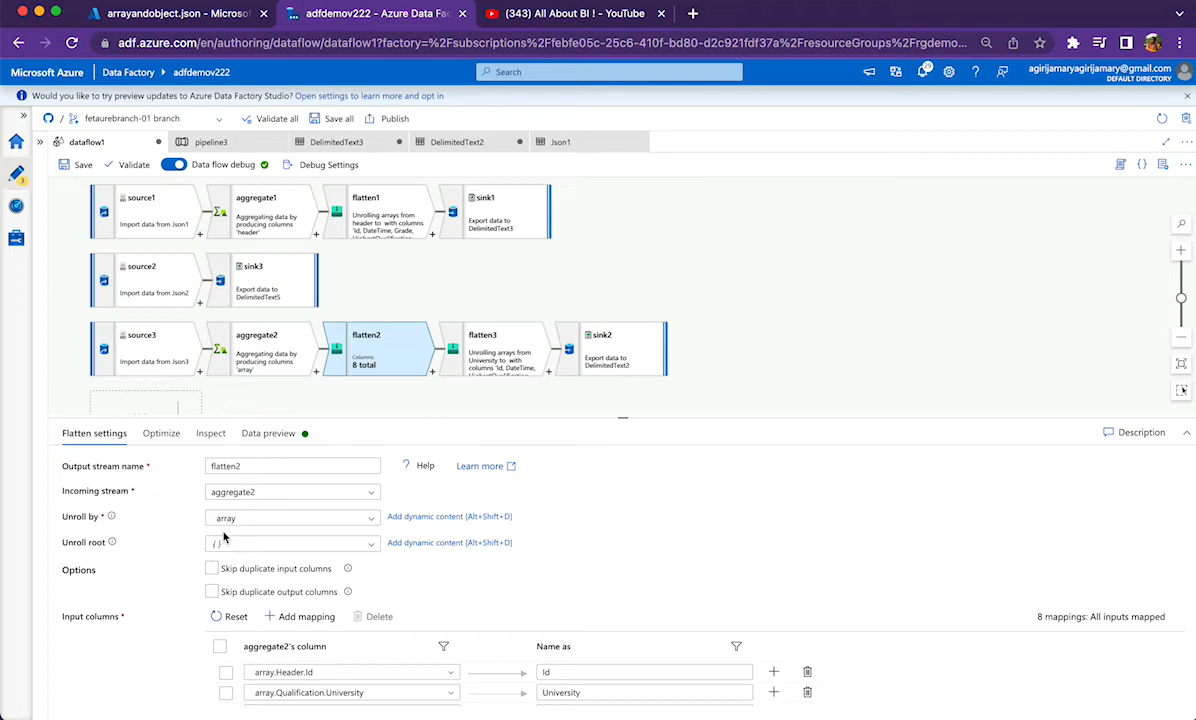 arrayandobject.json - Microsof
adfdemov222 - Azure Data Fac
(343) All About BI ! - YouTube
adf.azure.com/en/authoring/dataflow/dataflow1?factory=%2Fsubscriptions%2Ffebfe05c-25c6-410f-bd80-d2c921fdf37a%2FresourceGroups%2Frgdemo...
Microsoft Azure
Data Factory
adfdemov222
Search
29
agirijamaryagirijamary@gmail.com
DEFAULT DIRECTORY
Would you like to try preview updates to Azure Data Factory Studio? Open settings to learn more and opt in
/ fetaurebranch-01 branch
Validate all
Save all
Publish
dataflow1
pipeline3
DelimitedText3
DelimitedText2
Json1
Save
Validate
Data flow debug
Debug Settings
source1
Import data from Json1
aggregate1
Aggregating data by
producing columns
'header'
flatten1
Unrolling arrays from
header to with columns
'Id, DateTime, Grade,
sink1
Export data to
DelimitedText3
source2
Import data from Json2
sink3
Export data to
DelimitedText5
source3
Import data from Json3
aggregate2
Aggregating data by
producing columns
'array'
flatten2
Columns:
8 total
flatten3
Unrolling arrays from
University to with
columns 'Id, DateTime,
sink2
Export data to
DelimitedText2
Flatten settings
Optimize
Inspect
Data preview
Description
Output stream name *
flatten2
Help
Learn more
Incoming stream *
aggregate2
Unroll by *
array
Add dynamic content [Alt+Shift+D]
Unroll root
{}
Add dynamic content [Alt+Shift+D]
Options
Skip duplicate input columns
Skip duplicate output columns
Input columns *
Reset
Add mapping
Delete
8 mappings: All inputs mapped
aggregate2's column
Name as
array.Header.Id
Id
array.Qualification.University
University